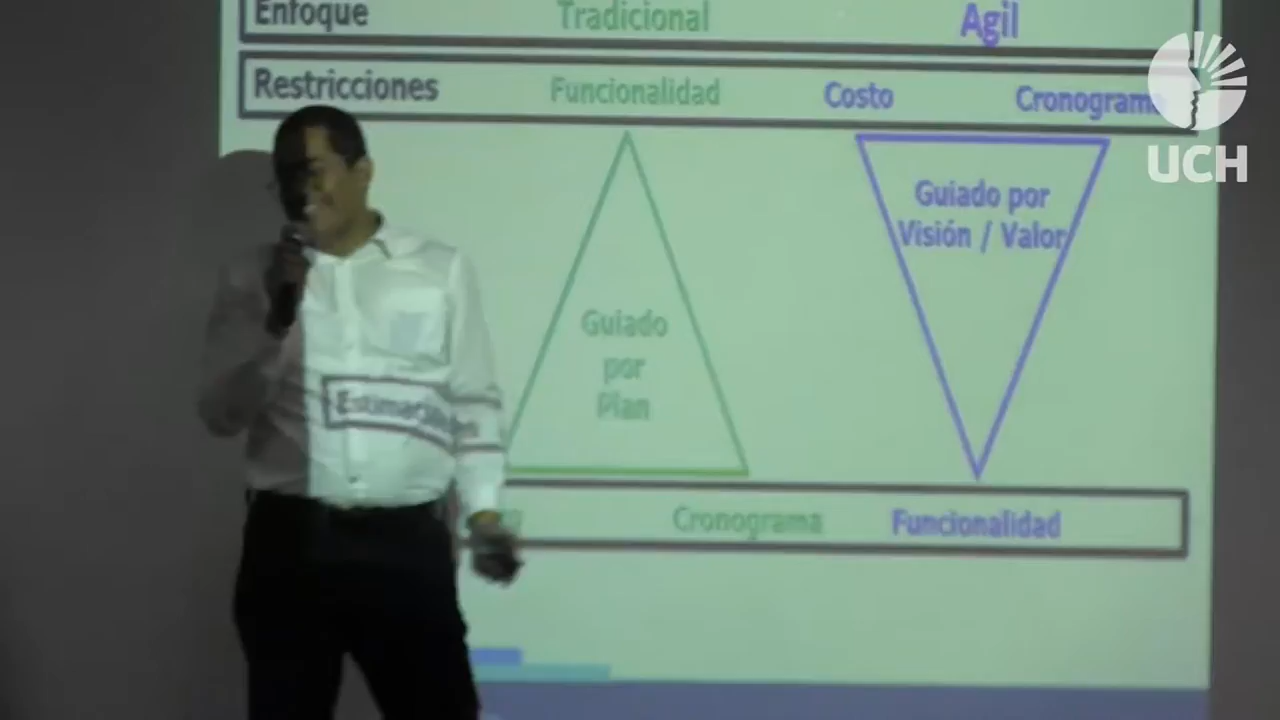 Enfoque Tradicional Agil
Restricciones Funcionalidad Costo Cronograma
UCH
Guiado por
Visión / Valor
Guiado
por
Plan
Cronograma Funcionalidad